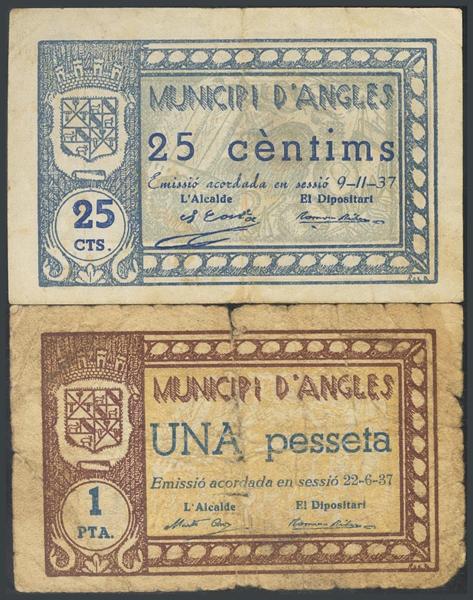 MUNICIPI D'ANGLES
25 cèntims
Emissió acordada en sessió 9-11-37
L'Alcalde El Dipositari
25
CTS.
MUNICIPI D'ANGLES
UNA pesseta
Emissió acordada en sessió 22-6-37
L'Alcalde El Dipositari
1
PTA.